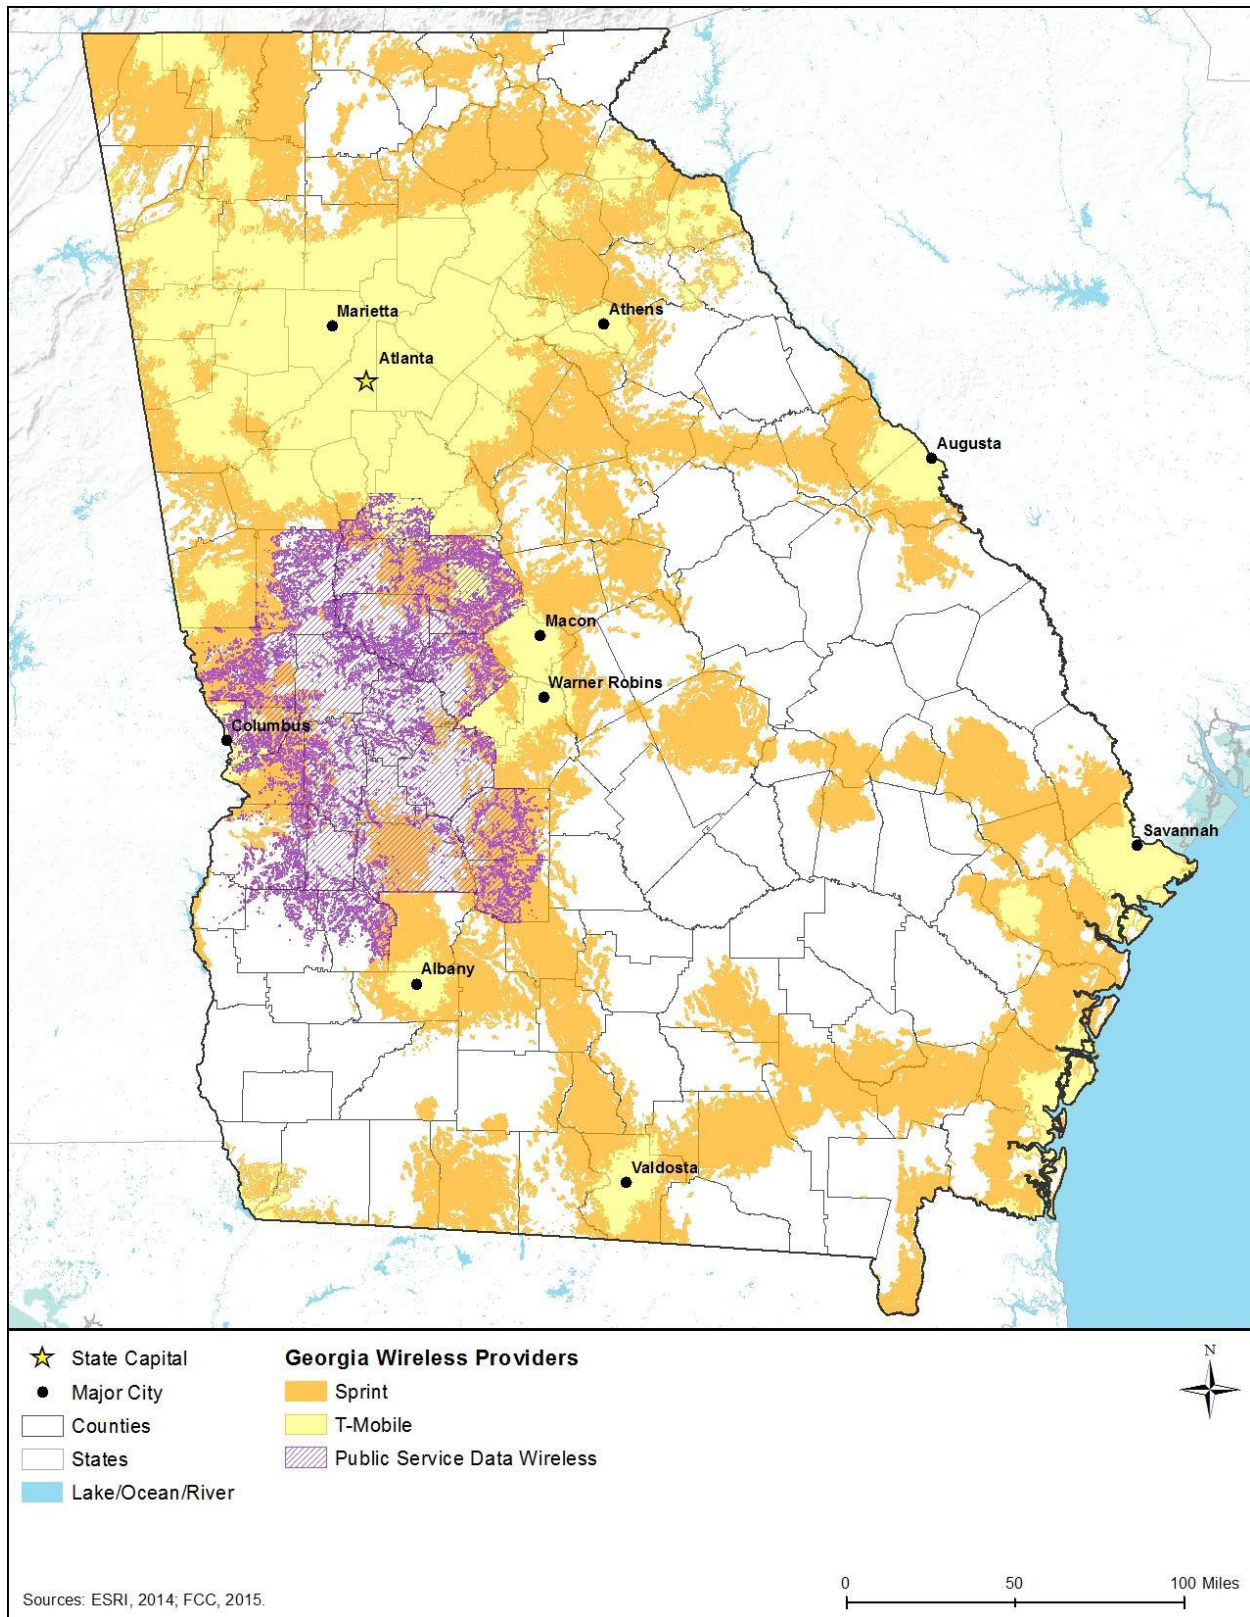 Marietta
Atlanta
Athens
Augusta
Macon
Warner Robins
Columbus
Savannah
Albany
Valdosta
State Capital
Major City
Counties
States
Lake/Ocean/River
Georgia Wireless Providers
Sprint
T-Mobile
Public Service Data Wireless
N
0 50 100 Miles
Sources: ESRI, 2014; FCC, 2015.